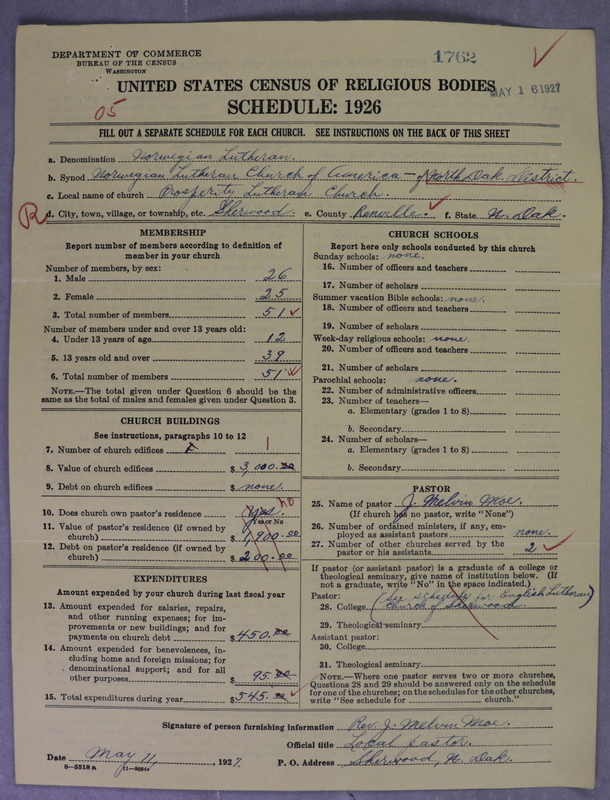 DEPARTMENT OF COMMERCE
BUREAU OF THE CENSUS
WASHINGTON
1762
UNITED STATES CENSUS OF RELIGIOUS BODIES
MAY 16 1927
05
SCHEDULE: 1926
FILL OUT A SEPARATE SCHEDULE FOR EACH CHURCH. SEE INSTRUCTIONS ON THE BACK OF THIS SHEET
a. Denomination Norwegian Lutheran.
b. Synod Norwegian Lutheran Church of America - of North Dak District.
c. Local name of church Prosperity Lutheran Church.
R d. City, town, village, or township, etc. Sherwood. e. County Renville. f. State N. Dak.
MEMBERSHIP
Report number of members according to definition of member in your church
Number of members, by sex:
1. Male 26
2. Female 25
3. Total number of members 51
Number of members under and over 13 years old:
4. Under 13 years of age 12
5. 13 years old and over 39
6. Total number of members 51
NOTE.—The total given under Question 6 should be
same as the total of males and females given under Question 3.
CHURCH BUILDINGS
See instructions, paragraphs 10 to 12
7. Number of church edifices 1
8. Value of church edifices $ 3,000.00
9. Debt on church edifices $ none.
10. Does church own pastor's residence yes. no
Yes or No
11. Value of pastor's residence (if owned by
church) $ 1,900.00
12. Debt on pastor's residence (if owned by
church) $ 200.00
EXPENDITURES
Amount expended by your church during last fiscal year
13. Amount expended for salaries, repairs,
and other running expenses; for im-
provements or new buildings; and for
payments on church debt $ 450.00
14. Amount expended for benevolences, in-
cluding home and foreign missions; for
denominational support; and for all
other purposes $ 95.00
15. Total expenditures during year $ 545.00
CHURCH SCHOOLS
Report here only schools conducted by this church
Sunday schools: none.
16. Number of officers and teachers
17. Number of scholars
Summer vacation Bible schools: none.
18. Number of officers and teachers
19. Number of scholars
Week-day religious schools: none
20. Number of officers and teachers
21. Number of scholars
Parochial schools: none.
22. Number of administrative officers
23. Number of teachers—
a. Elementary (grades 1 to 8)
b. Secondary
24. Number of scholars—
a. Elementary (grades 1 to 8)
b. Secondary
PASTOR
25. Name of pastor J. Melvin Moe.
(If church has no pastor, write "None")
26. Number of ordained ministers, if any, em-
ployed as assistant pastors none.
27. Number of other churches served by the
pastor or his assistants 2
If pastor (or assistant pastor) is a graduate of a college or
theological seminary, give name of institution below. (If
not a graduate, write "No" in the space indicated.)
Pastor: (See schedule for English Lutheran
28. College church of Sherwood)
29. Theological seminary
Assistant pastor:
30. College
31. Theological seminary
NOTE.—Where one pastor serves two or more churches,
Questions 28 and 29 should be answered only on the schedule
for one of the churches; on the schedules for the other churches,
write "See schedule for church."
Signature of person furnishing information Rev. J. Melvin Moe.
Official title Local Pastor.
Date May 11, 1927. P. O. Address Sherwood, N. Dak.
8—5518a 11—9684